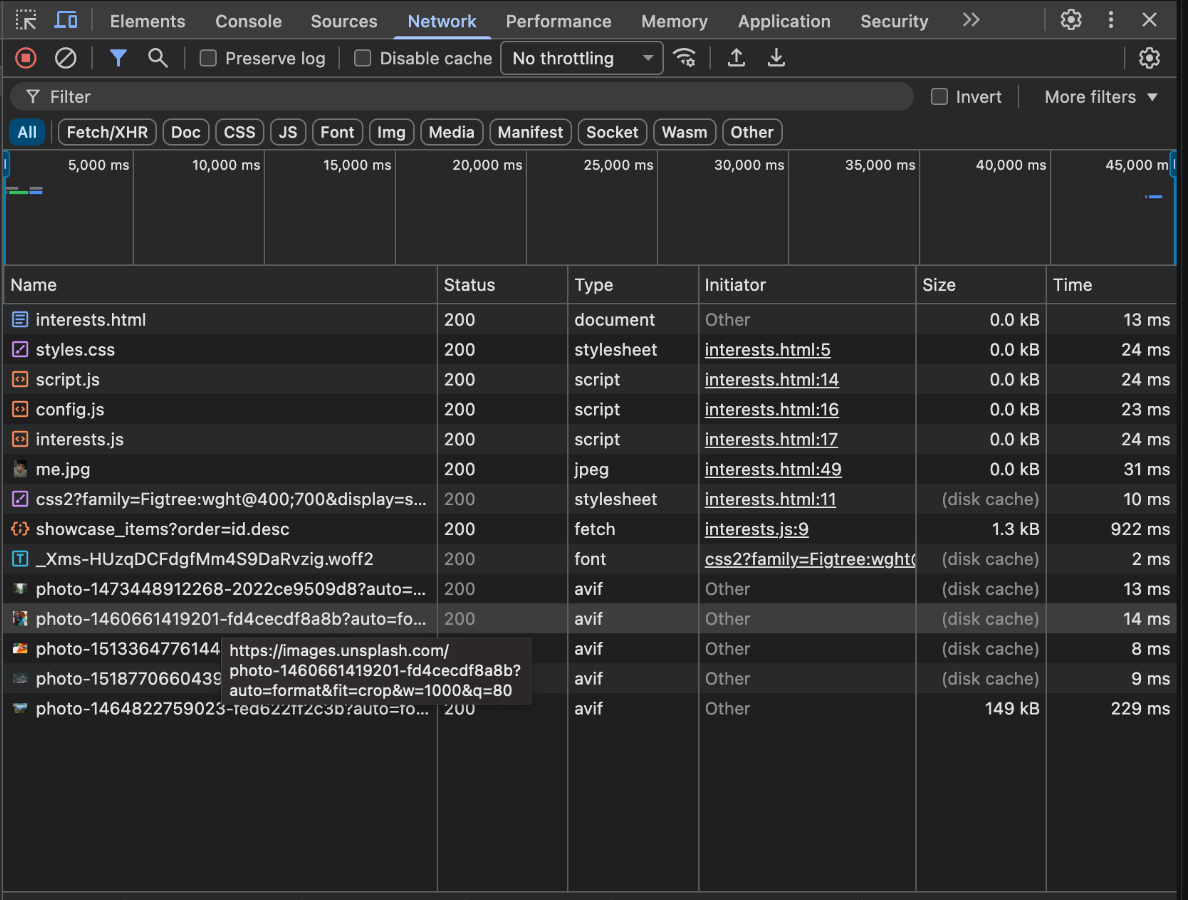 Elements Console Sources Network Performance Memory Application Security
Preserve log Disable cache No throttling
Filter Invert More filters
All Fetch/XHR Doc CSS JS Font Img Media Manifest Socket Wasm Other
5,000 ms 10,000 ms 15,000 ms 20,000 ms 25,000 ms 30,000 ms 35,000 ms 40,000 ms 45,000 m
Name Status Type Initiator Size Time
interests.html 200 document Other 0.0 kB 13 ms
styles.css 200 stylesheet interests.html:5 0.0 kB 24 ms
script.js 200 script interests.html:14 0.0 kB 24 ms
config.js 200 script interests.html:16 0.0 kB 23 ms
interests.js 200 script interests.html:17 0.0 kB 24 ms
me.jpg 200 jpeg interests.html:49 0.0 kB 31 ms
css2?family=Figtree:wght@400;700&display=s... 200 stylesheet interests.html:11 (disk cache) 10 ms
showcase_items?order=id.desc 200 fetch interests.js:9 1.3 kB 922 ms
_Xms-HUzqDCFdgfMm4S9DaRvzig.woff2 200 font css2?family=Figtree:wght( (disk cache) 2 ms
photo-1473448912268-2022ce9509d8?auto=... 200 avif Other (disk cache) 13 ms
photo-1460661419201-fd4cecdf8a8b?auto=fo... 200 avif Other (disk cache) 14 ms
photo-1513364776144 avif Other (disk cache) 8 ms
https://images.unsplash.com/
photo-1460661419201-fd4cecdf8a8b?
auto=format&fit=crop&w=1000&q=80
photo-1518770660439 avif Other (disk cache) 9 ms
photo-1464822759023-fed622ff2c3b?auto=fo... 200 avif Other 149 kB 229 ms